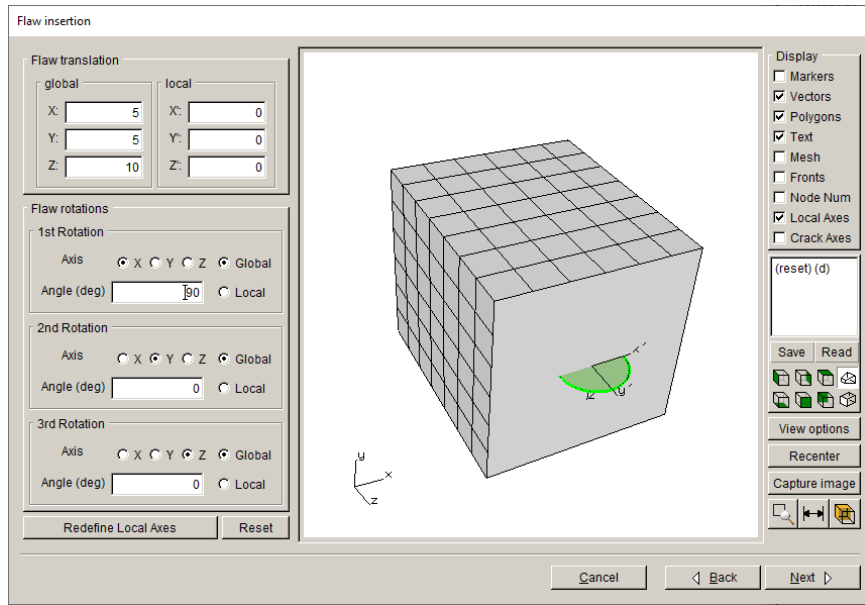 Flaw insertion
Flaw translation
global
local
X: 5
X': 0
Y: 5
Y': 0
Z: 10
Z': 0
Flaw rotations
1st Rotation
Axis X Y Z Global
Angle (deg) 90 Local
2nd Rotation
Axis X Y Z Global
Angle (deg) 0 Local
3rd Rotation
Axis X Y Z Global
Angle (deg) 0 Local
Redefine Local Axes
Reset
y
x
z
y'
Display
Markers
Vectors
Polygons
Text
Mesh
Fronts
Node Num
Local Axes
Crack Axes
(reset) (d)
Save
Read
View options
Recenter
Capture image
Cancel
Back
Next